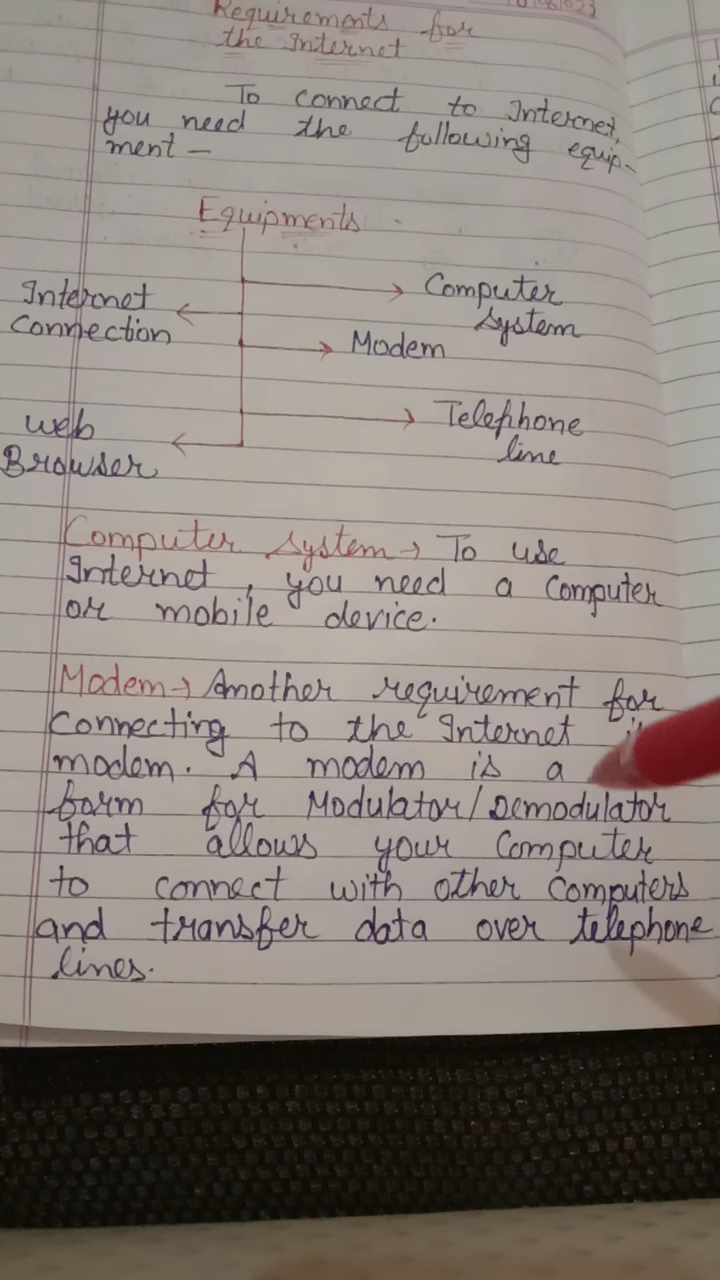 Requirements for
the Internet
To connect to Internet,
you need the following equip-
ment -
Equipments
Internet
Connection
Computer
System
Modem
Telephone
line
web
Browser
Computer System → To use
Internet, you need a Computer
or mobile device.
Modem → Another requirement for
Connecting to the Internet
modem. A modem is a
form for Modulator/Demodulator
that allows your Computer
to connect with other Computers
and transfer data over telephone
lines.